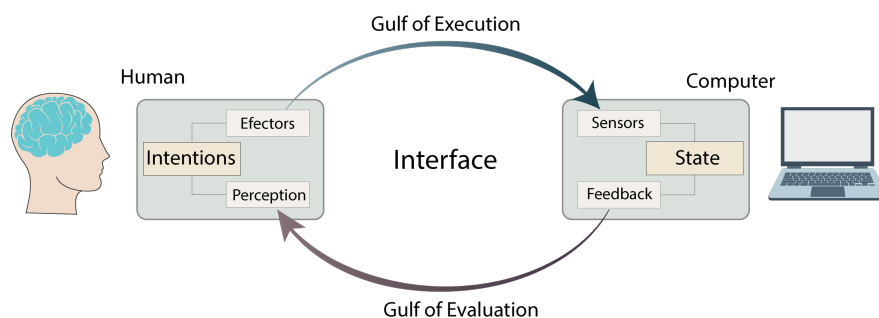 Gulf of Execution
Human
Computer
Efectors
Sensors
Intentions
Interface
State
Perception
Feedback
Gulf of Evaluation